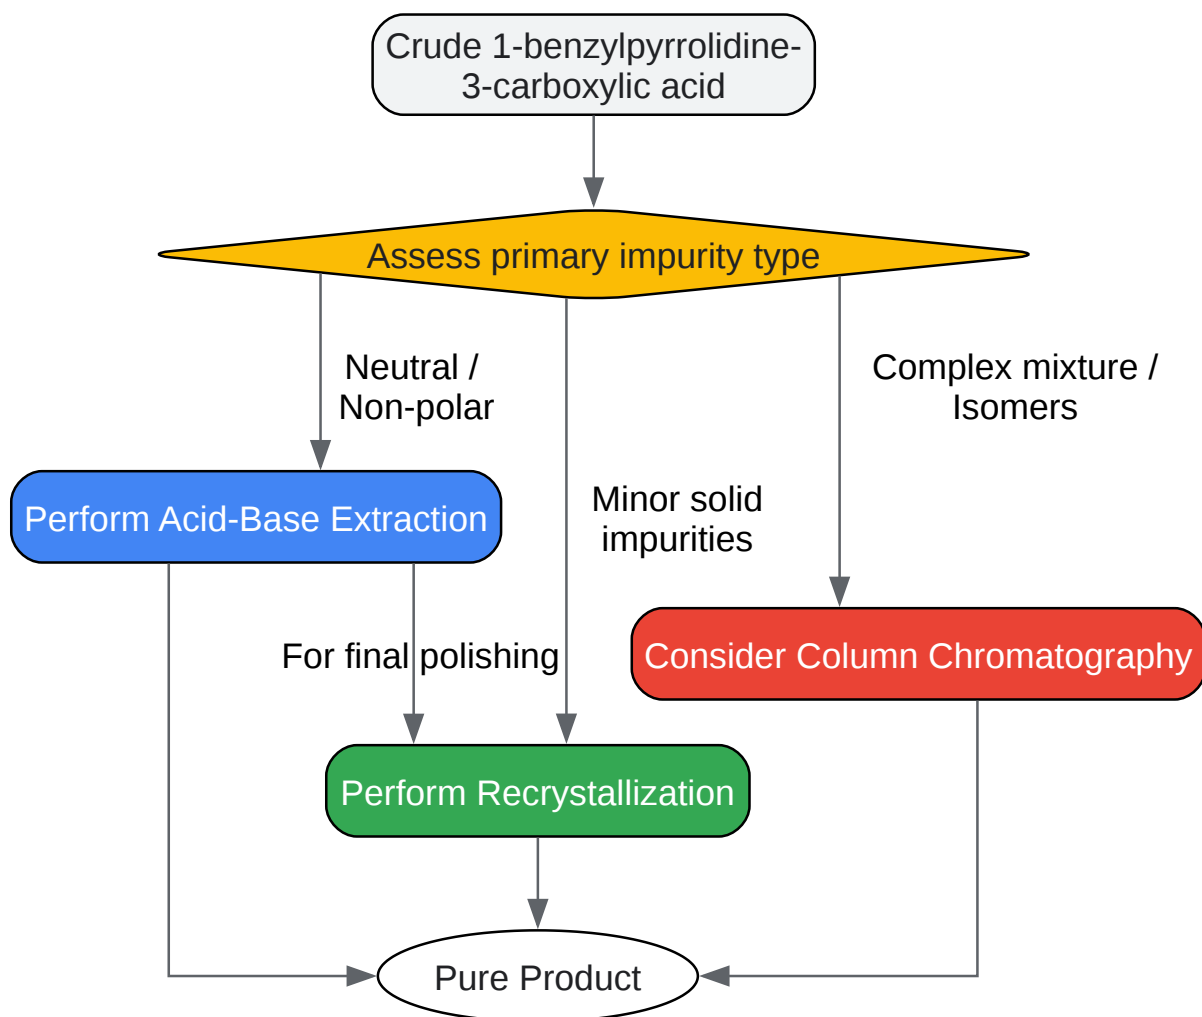 Crude 1-benzylpyrrolidine-
3-carboxylic acid
Assess primary impurity type
Neutral /
Non-polar
Complex mixture /
Isomers
Perform Acid-Base Extraction
Minor solid
impurities
For final polishing
Consider Column Chromatography
Perform Recrystallization
Pure Product